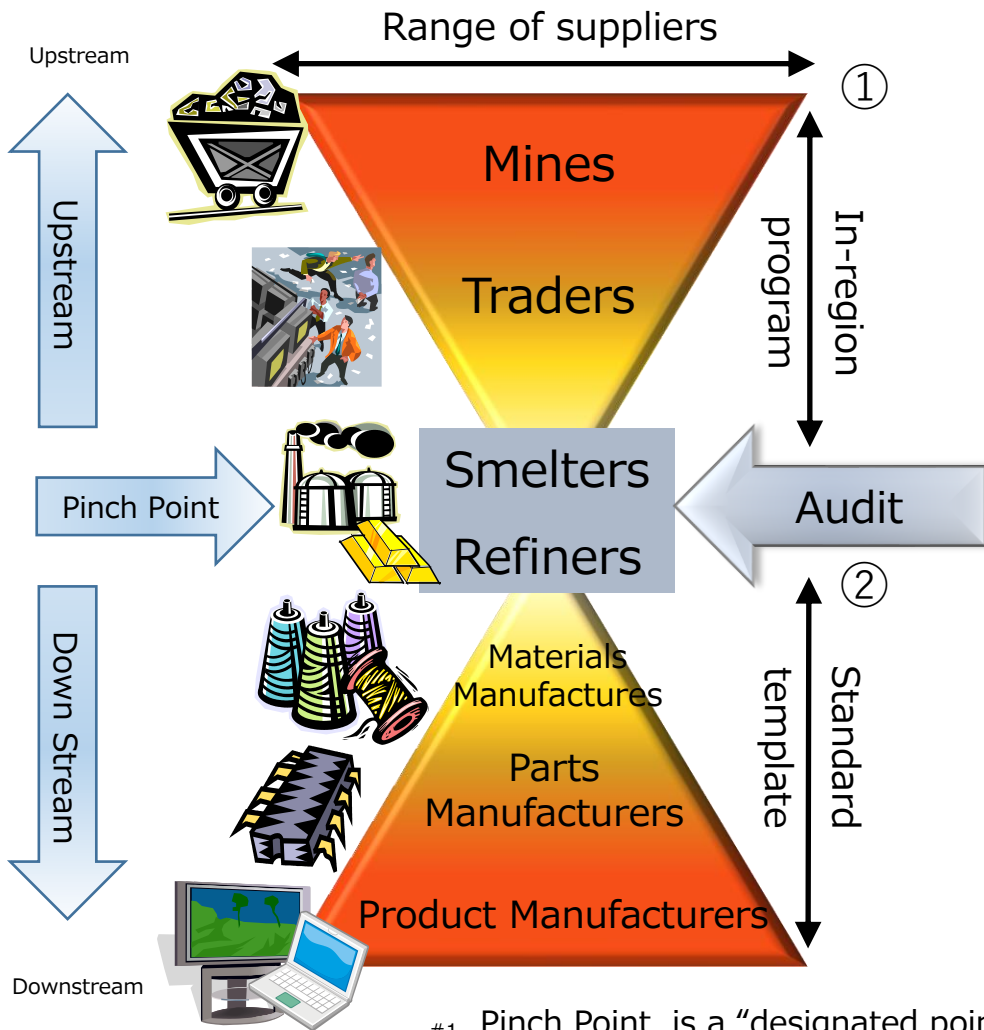 Range of suppliers
Upstream
①
Mines
Upstream
In-region
program
Traders
Smelters
Pinch Point
Audit
Refiners
②
Down Stream
Materials
Manufactures
Standard
template
Parts
Manufacturers
Product Manufacturers
Downstream
#1 Pinch Point is a “designated poin